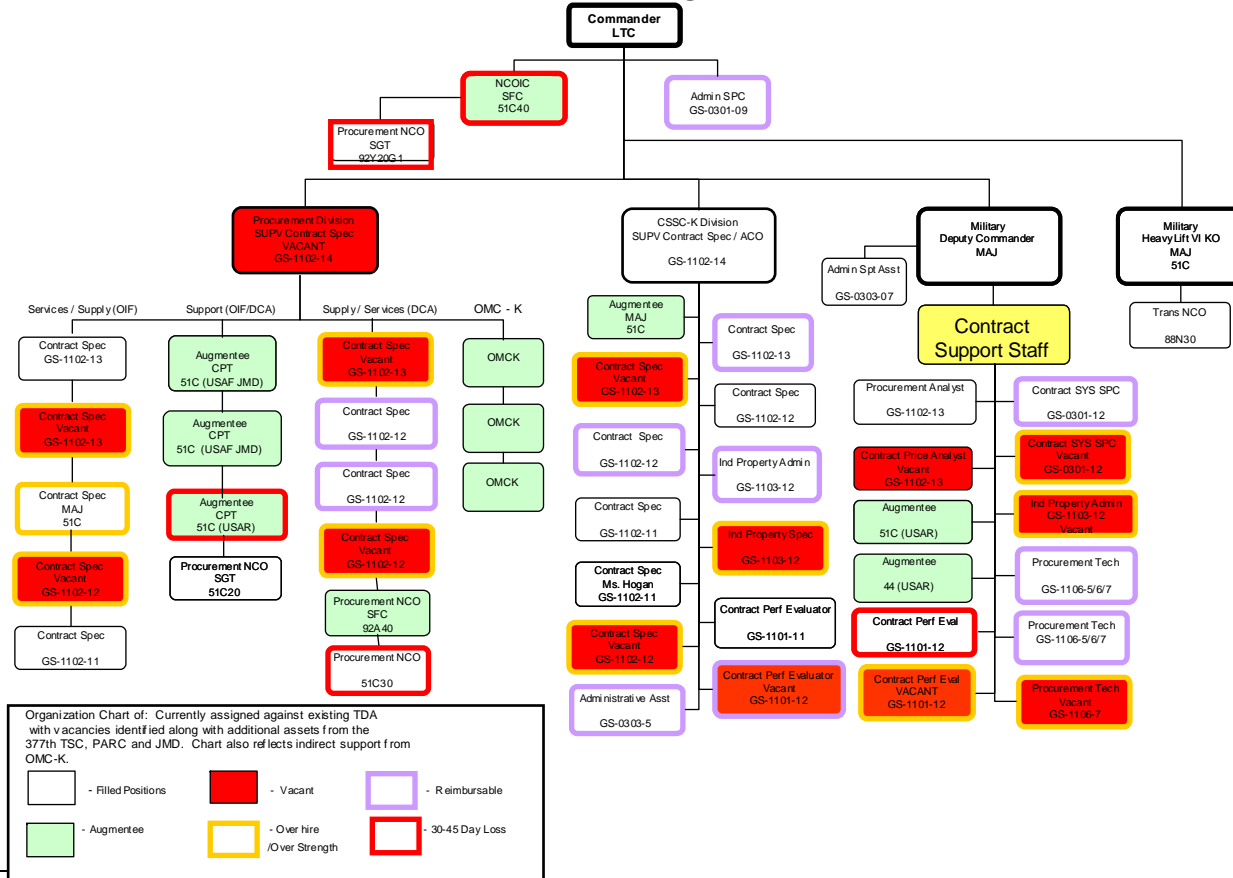 Commander
LTC
NCOIC
SFC
51C40
Admin SPC
GS-0301-09
Procurement NCO
SGT
92Y20G1
Procurement Division
SUPV Contract Spec
VACANT
GS-1102-14
CSSC-K Division
SUPV Contract Spec / ACO
GS-1102-14
Military
Deputy Commander
MAJ
Military
HeavyLift VI KO
MAJ
51C
Admin Spt Asst
GS-0303-07
Trans NCO
88N30
Contract
Support Staff
Services / Supply (OIF)
Contract Spec
GS-1102-13
Contract Spec
Vacant
GS-1102-13
Contract Spec
MAJ
51C
Contract Spec
Vacant
GS-1102-12
Contract Spec
GS-1102-11
Support (OIF/DCA)
Augmentee
CPT
51C (USAF JMD)
Augmentee
CPT
51C (USAF JMD)
Augmentee
CPT
51C (USAR)
Procurement NCO
SGT
51C20
Supply / Services (DCA)
Contract Spec
Vacant
GS-1102-13
Contract Spec
GS-1102-12
Contract Spec
GS-1102-12
Contract Spec
Vacant
GS-1102-12
Procurement NCO
SFC
92A40
Procurement NCO
51C30
OMC - K
OMCK
OMCK
OMCK
Augmentee
MAJ
51C
Contract Spec
Vacant
GS-1102-13
Contract Spec
GS-1102-12
Contract Spec
GS-1102-11
Contract Spec
Ms. Hogan
GS-1102-11
Contract Spec
Vacant
GS-1102-12
Administrative Asst
GS-0303-5
Contract Spec
GS-1102-13
Contract Spec
GS-1102-12
Ind Property Admin
GS-1103-12
Ind Property Spec
GS-1103-12
Contract Perf Evaluator
GS-1101-11
Contract Perf Evaluator
Vacant
GS-1101-12
Procurement Analyst
GS-1102-13
Contract Price Analyst
Vacant
GS-1102-13
Augmentee
51C (USAR)
Augmentee
44 (USAR)
Contract Perf Eval
GS-1101-12
Contract Perf Eval
VACANT
GS-1101-12
Contract SYS SPC
GS-0301-12
Contract SYS SPC
Vacant
GS-0301-12
Ind Property Admin
GS-1103-12
Vacant
Procurement Tech
GS-1106-5/6/7
Procurement Tech
GS-1106-5/6/7
Procurement Tech
Vacant
GS-1106-7
Organization Chart of: Currently assigned against existing TDA
with vacancies identified along with additional assets from the
377th TSC, PARC and JMD. Chart also reflects indirect support from
OMC-K.
- Filled Positions
- Vacant
- Reimbursable
- Augmentee
- Over hire
/Over Strength
- 30-45 Day Loss